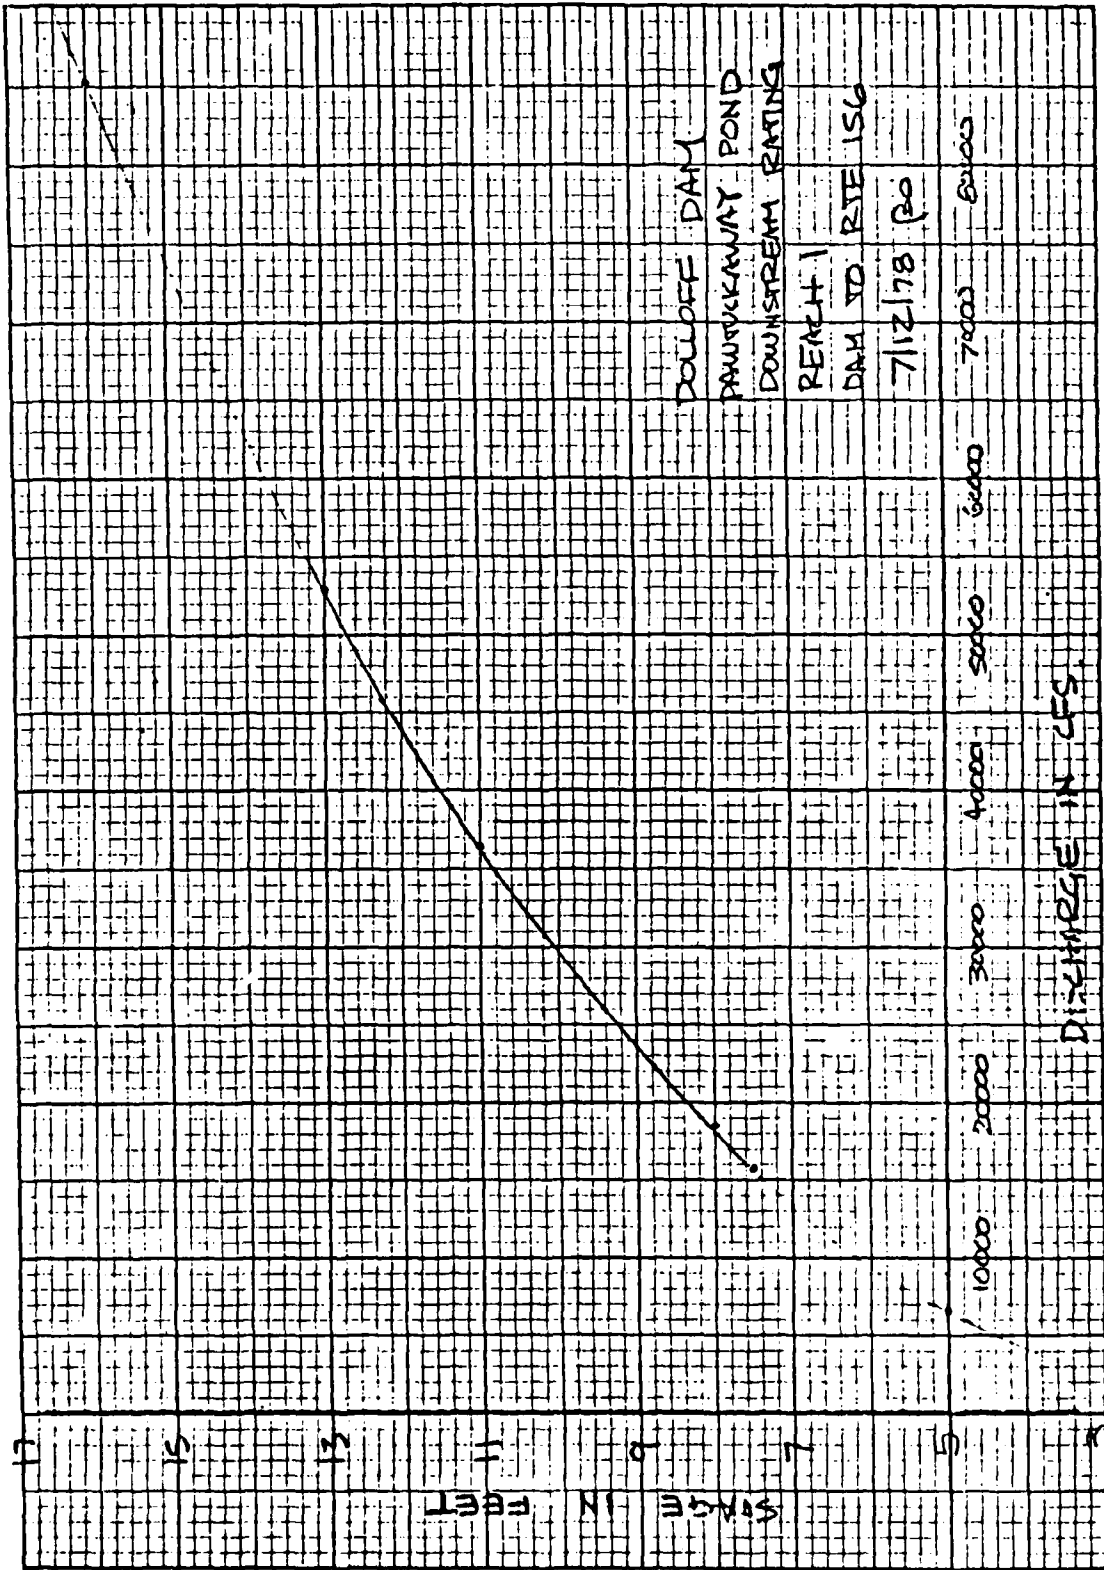 DOLLOFF DAM
PAWTUCKAWAY POND
DOWNSTREAM RATING
REACH 1
DAM TO RTE 156
7/12/78
17
15
13
11
9
7
5
STAGE IN FEET
10000
20000
30000
40000
50000
60000
70000
80000
DISCHARGE IN CFS.